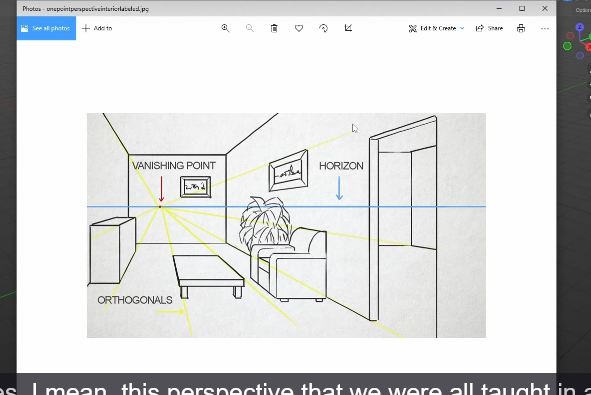 Photos - onepointperspectiveinteriorlabeled.jpg
See all photos
Add to
Edit & Create
Share
VANISHING POINT
HORIZON
ORTHOGONALS
I mean, this perspective that we were all taught in a